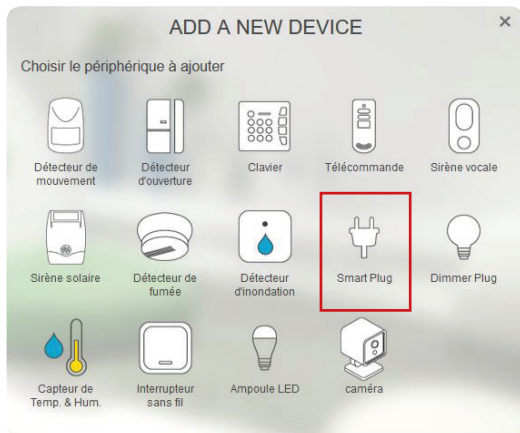 ADD A NEW DEVICE
×
Choisir le périphérique à ajouter
Détecteur de
mouvement
Détecteur
d'ouverture
Clavier
Télécommande
Sirène vocale
Sirène solaire
Détecteur de
fumée
Détecteur
d'inondation
Smart Plug
Dimmer Plug
Capteur de
Temp. & Hum.
Interrupteur
sans fil
Ampoule LED
caméra